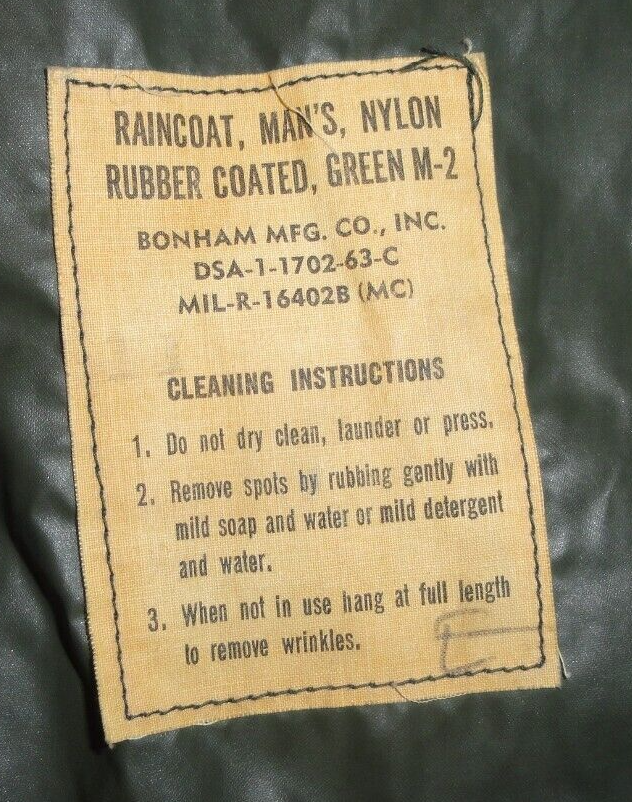 RAINCOAT, MAN'S, NYLON
RUBBER COATED, GREEN M-2
BONHAM MFG. CO., INC.
DSA-1-1702-63-C
MIL-R-16402B (MC)
CLEANING INSTRUCTIONS
1. Do not dry clean, launder or press.
2. Remove spots by rubbing gently with
mild soap and water or mild detergent
and water.
3. When not in use hang at full length
to remove wrinkles.